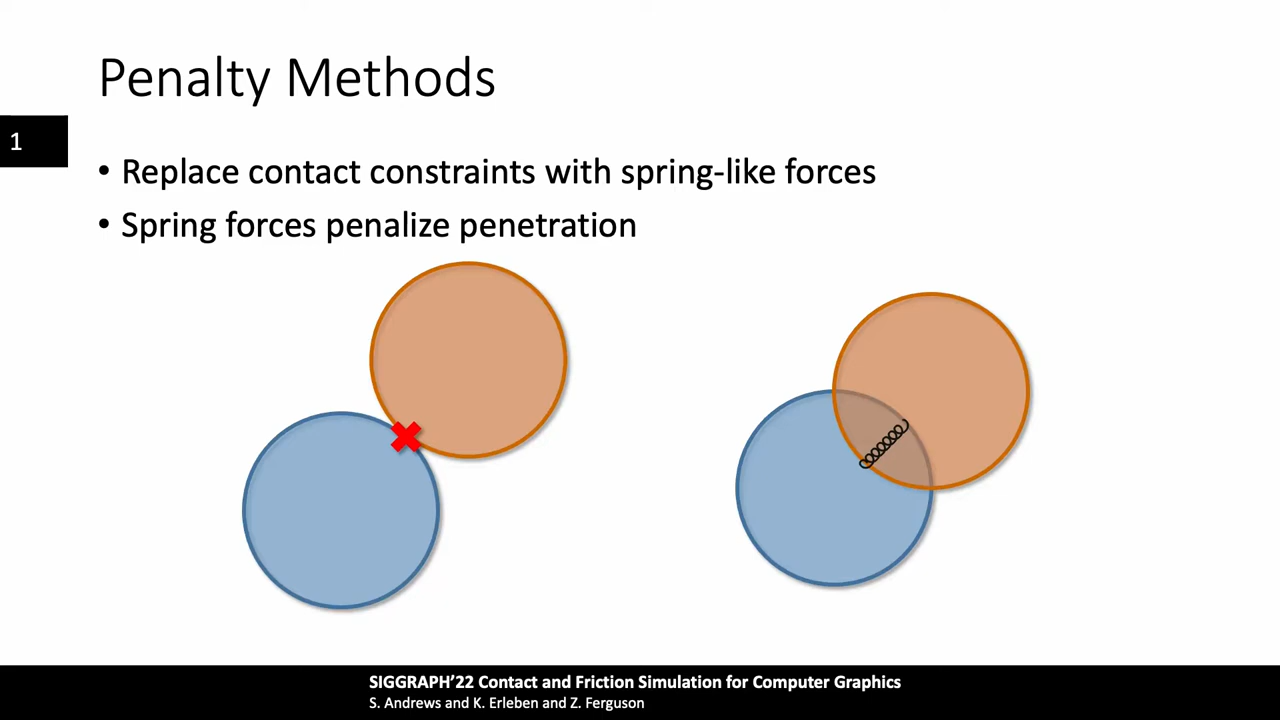 Penalty Methods
1
• Replace contact constraints with spring-like forces
• Spring forces penalize penetration
SIGGRAPH’22 Contact and Friction Simulation for Computer Graphics
S. Andrews and K. Erleben and Z. Ferguson